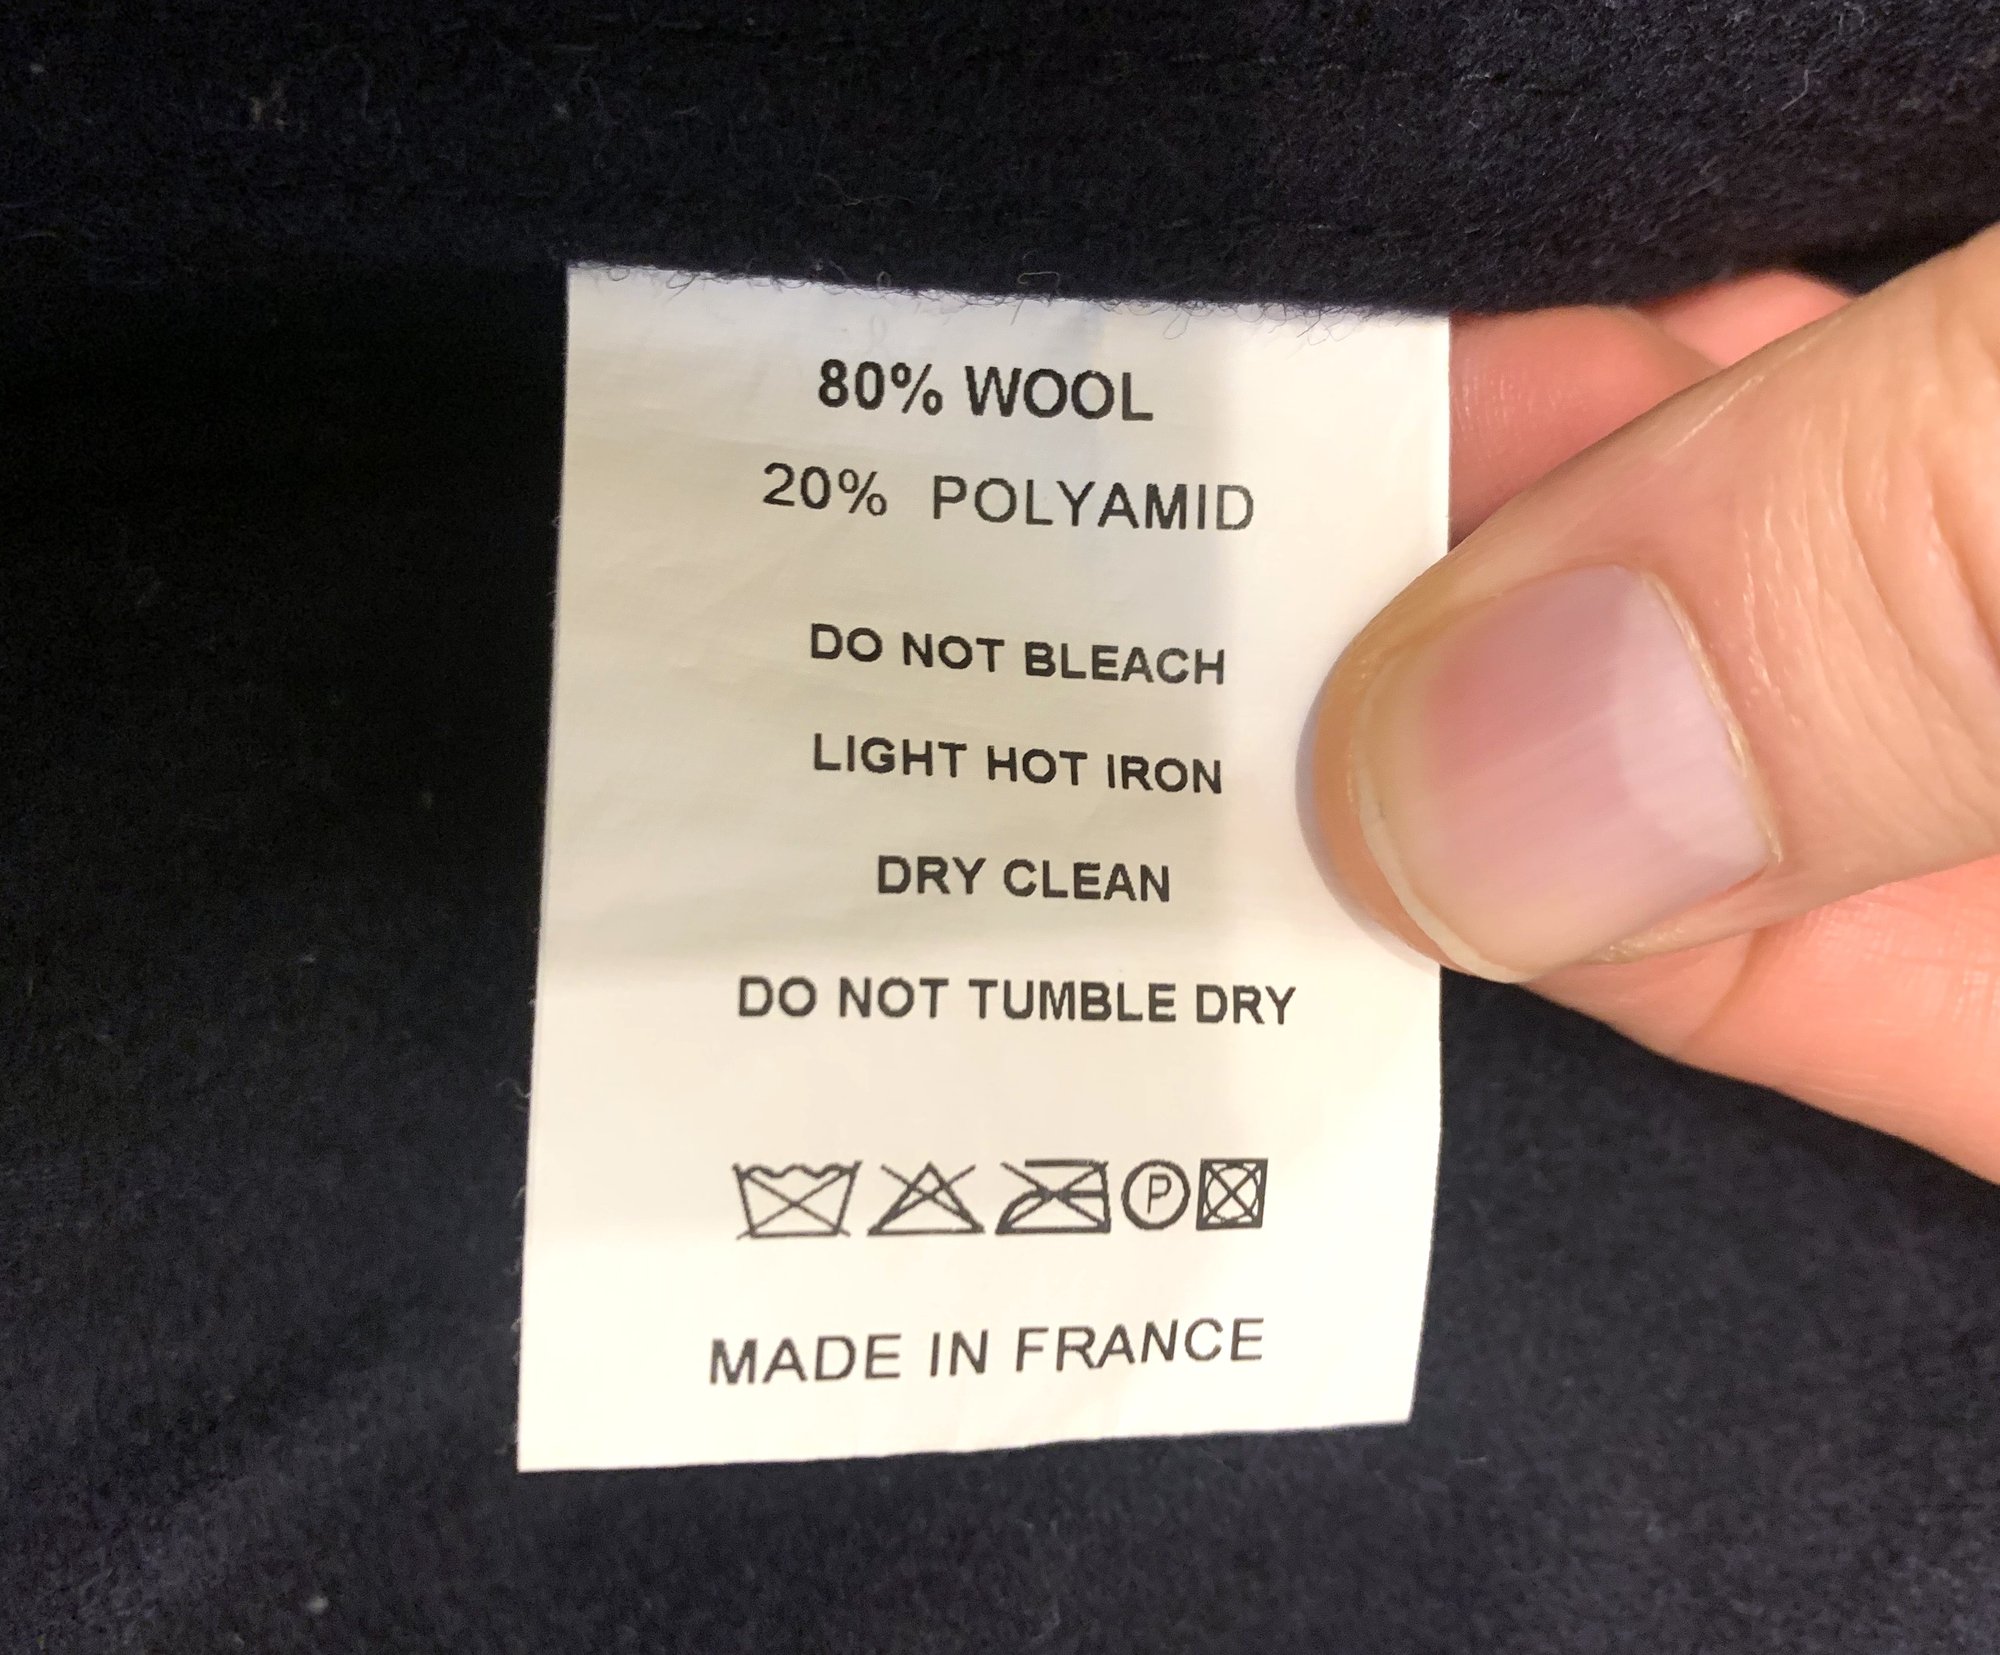 80% WOOL
20% POLYAMID
DO NOT BLEACH
LIGHT HOT IRON
DRY CLEAN
DO NOT TUMBLE DRY
P
MADE IN FRANCE